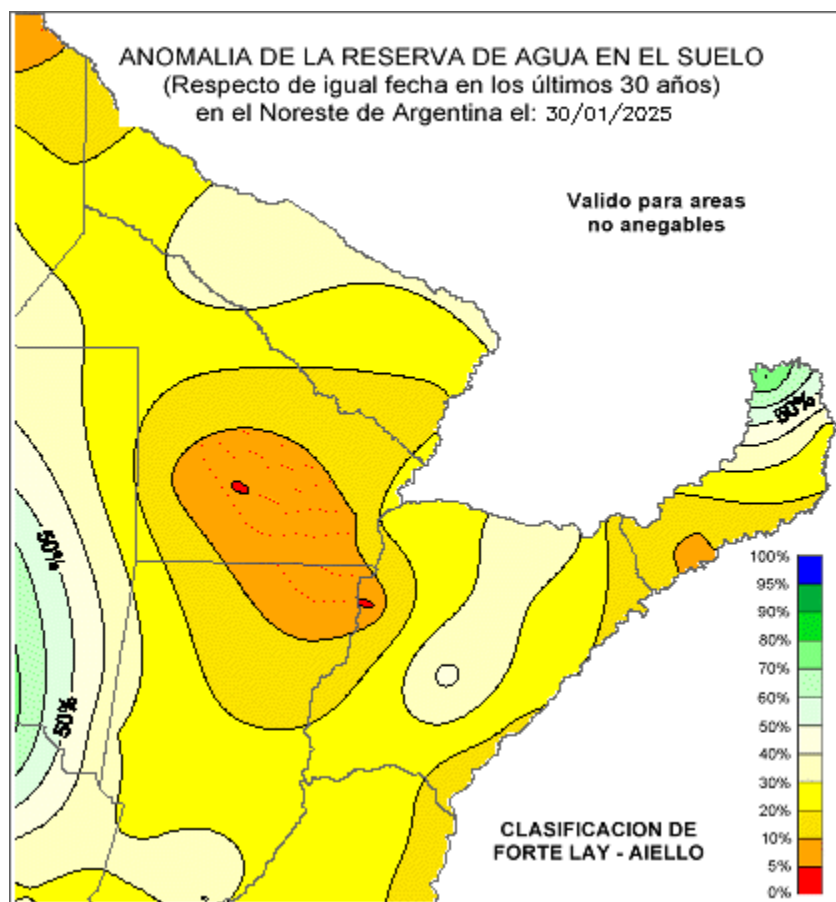 ANOMALIA DE LA RESERVA DE AGUA EN EL SUELO
(Respecto de igual fecha en los últimos 30 años)
en el Noreste de Argentina el: 30/01/2025
Valido para areas
no anegables
50%
50%
50%
100%
95%
90%
80%
70%
60%
50%
40%
30%
20%
10%
5%
0%
CLASIFICACION DE
FORTE LAY - AIELLO